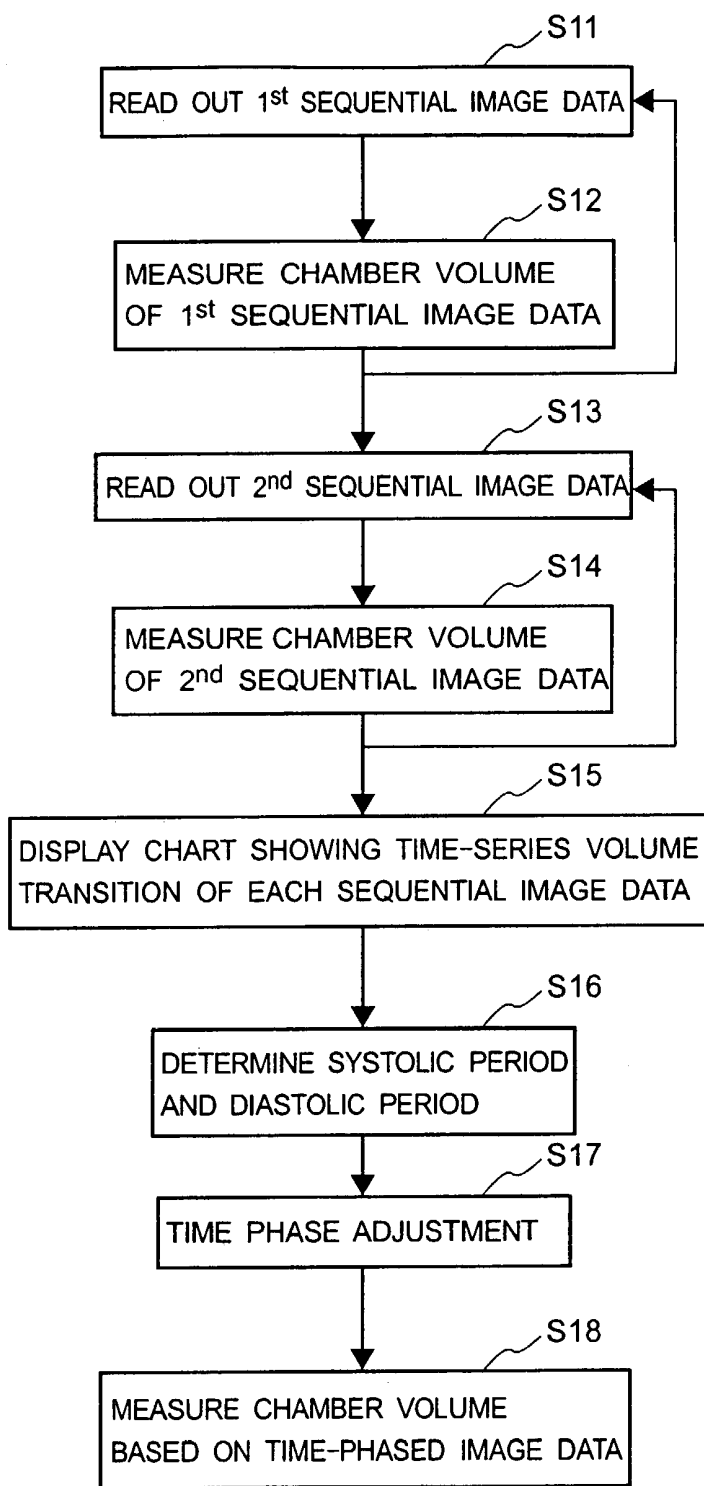 S11
READ OUT 1st SEQUENTIAL IMAGE DATA
S12
MEASURE CHAMBER VOLUME
OF 1st SEQUENTIAL IMAGE DATA
S13
READ OUT 2nd SEQUENTIAL IMAGE DATA
S14
MEASURE CHAMBER VOLUME
OF 2nd SEQUENTIAL IMAGE DATA
S15
DISPLAY CHART SHOWING TIME-SERIES VOLUME
TRANSITION OF EACH SEQUENTIAL IMAGE DATA
S16
DETERMINE SYSTOLIC PERIOD
AND DIASTOLIC PERIOD
S17
TIME PHASE ADJUSTMENT
S18
MEASURE CHAMBER VOLUME
BASED ON TIME-PHASED IMAGE DATA